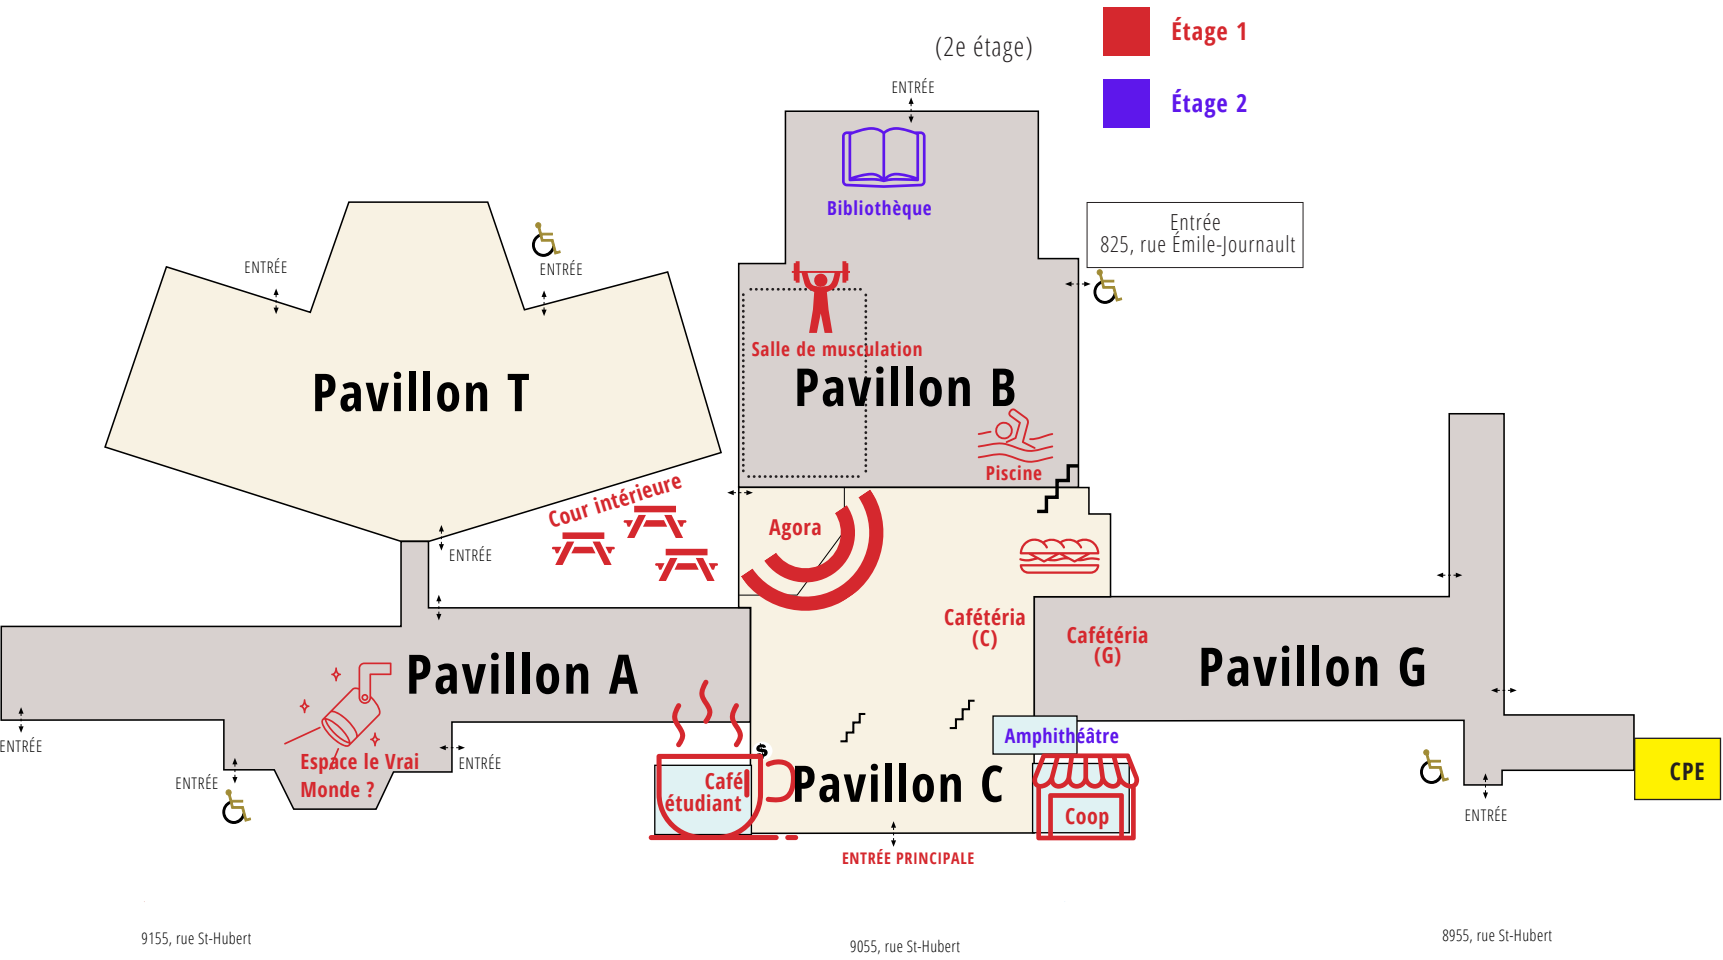 Étage 1
(2e étage)
ENTRÉE
Étage 2
Bibliothèque
Entrée
825, rue Émile-Journault
ENTRÉE
ENTRÉE
Salle de musculation
Pavillon T
Pavillon B
Piscine
Cour intérieure
Agora
ENTRÉE
Cafétéria
(C)
Cafétéria
(G)
Pavillon A
Pavillon G
ENTRÉE
Amphithéâtre
$
Espace le Vrai
Monde ?
ENTRÉE
ENTRÉE
Café
étudiant
Pavillon C
CPE
Coop
ENTRÉE
ENTRÉE PRINCIPALE
9155, rue St-Hubert
9055, rue St-Hubert
8955, rue St-Hubert